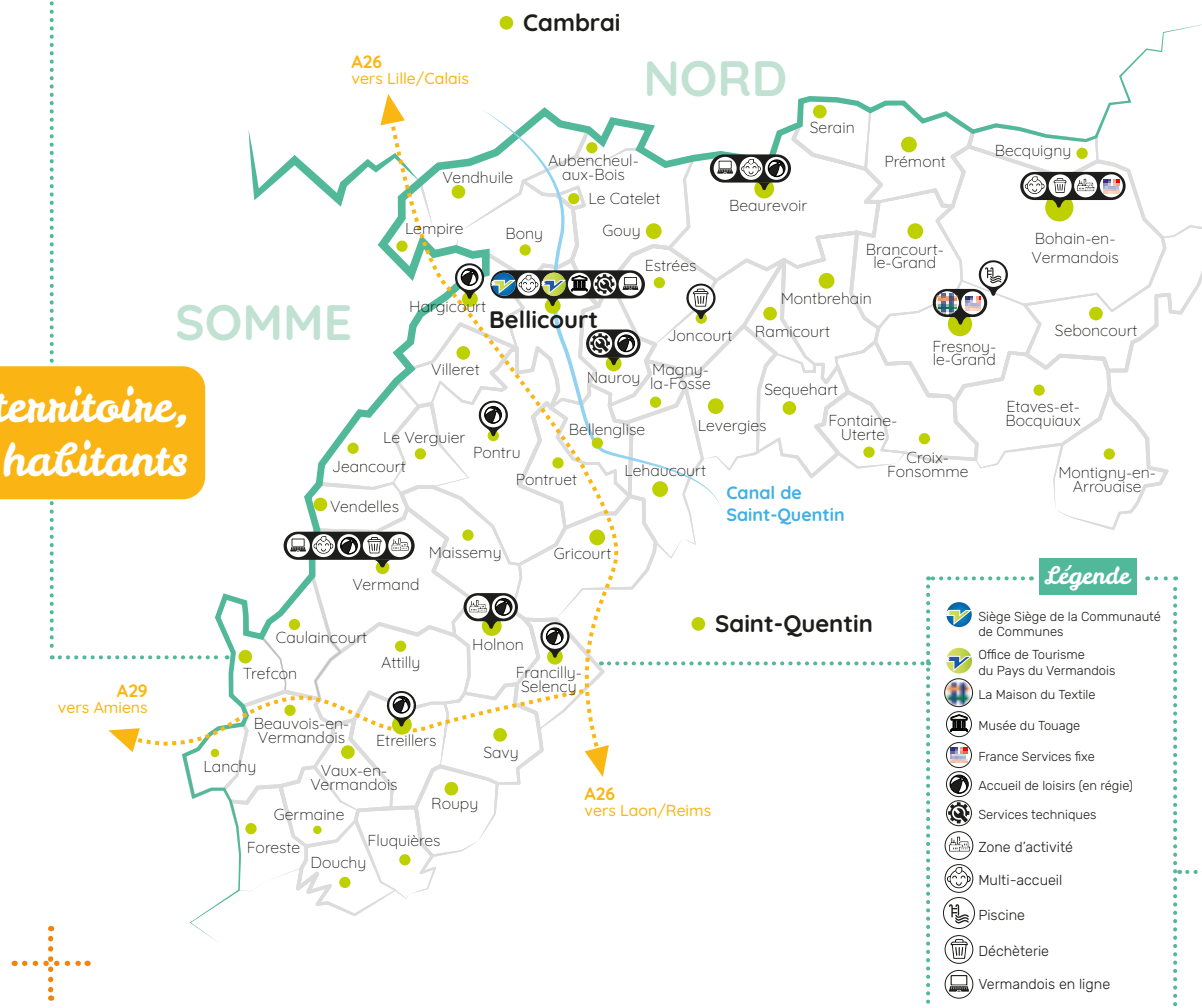 Cambrai
A26
vers Lille/Calais
NORD
Serain
Prémont
Becquigny
Aubencheul-
aux-Bois
Vendhuile
Le Catelet
Beaurevoir
Lempire
Bony
Gouy
Brancourt-
le-Grand
Bohain-en-
Vermandois
Estrées
Hargicourt
SOMME
Bellicourt
Montbrehain
Joncourt
Ramicourt
Seboncourt
Fresnoy-
le-Grand
Villeret
Nauroy
Magny-
la-Fosse
Sequehart
territoire,
habitants
Levergies
Etaves-et-
Bocquiaux
Fontaine-
Uterte
Le Verguier
Pontru
Bellenglise
Jeancourt
Croix-
Fonsomme
Pontruet
Lehaucourt
Montigny-en-
Arrouaise
Canal de
Saint-Quentin
Vendelles
Maissemy
Gricourt
Vermand
Légende
Siège Siège de la Communauté
de Communes
Saint-Quentin
Caulaincourt
Holnon
Attilly
Office de Tourisme
du Pays du Vermandois
Trefcon
Francilly-
Selency
La Maison du Textile
A29
vers Amiens
Beauvois-en-
Vermandois
Etreillers
Musée du Touage
Savy
France Services fixe
Lanchy
Vaux-en-
Vermandois
Accueil de loisirs (en régie)
A26
vers Laon/Reims
Roupy
Services techniques
Germaine
Foreste
Fluquières
Zone d'activité
Douchy
Multi-accueil
Piscine
Déchèterie
Vermandois en ligne